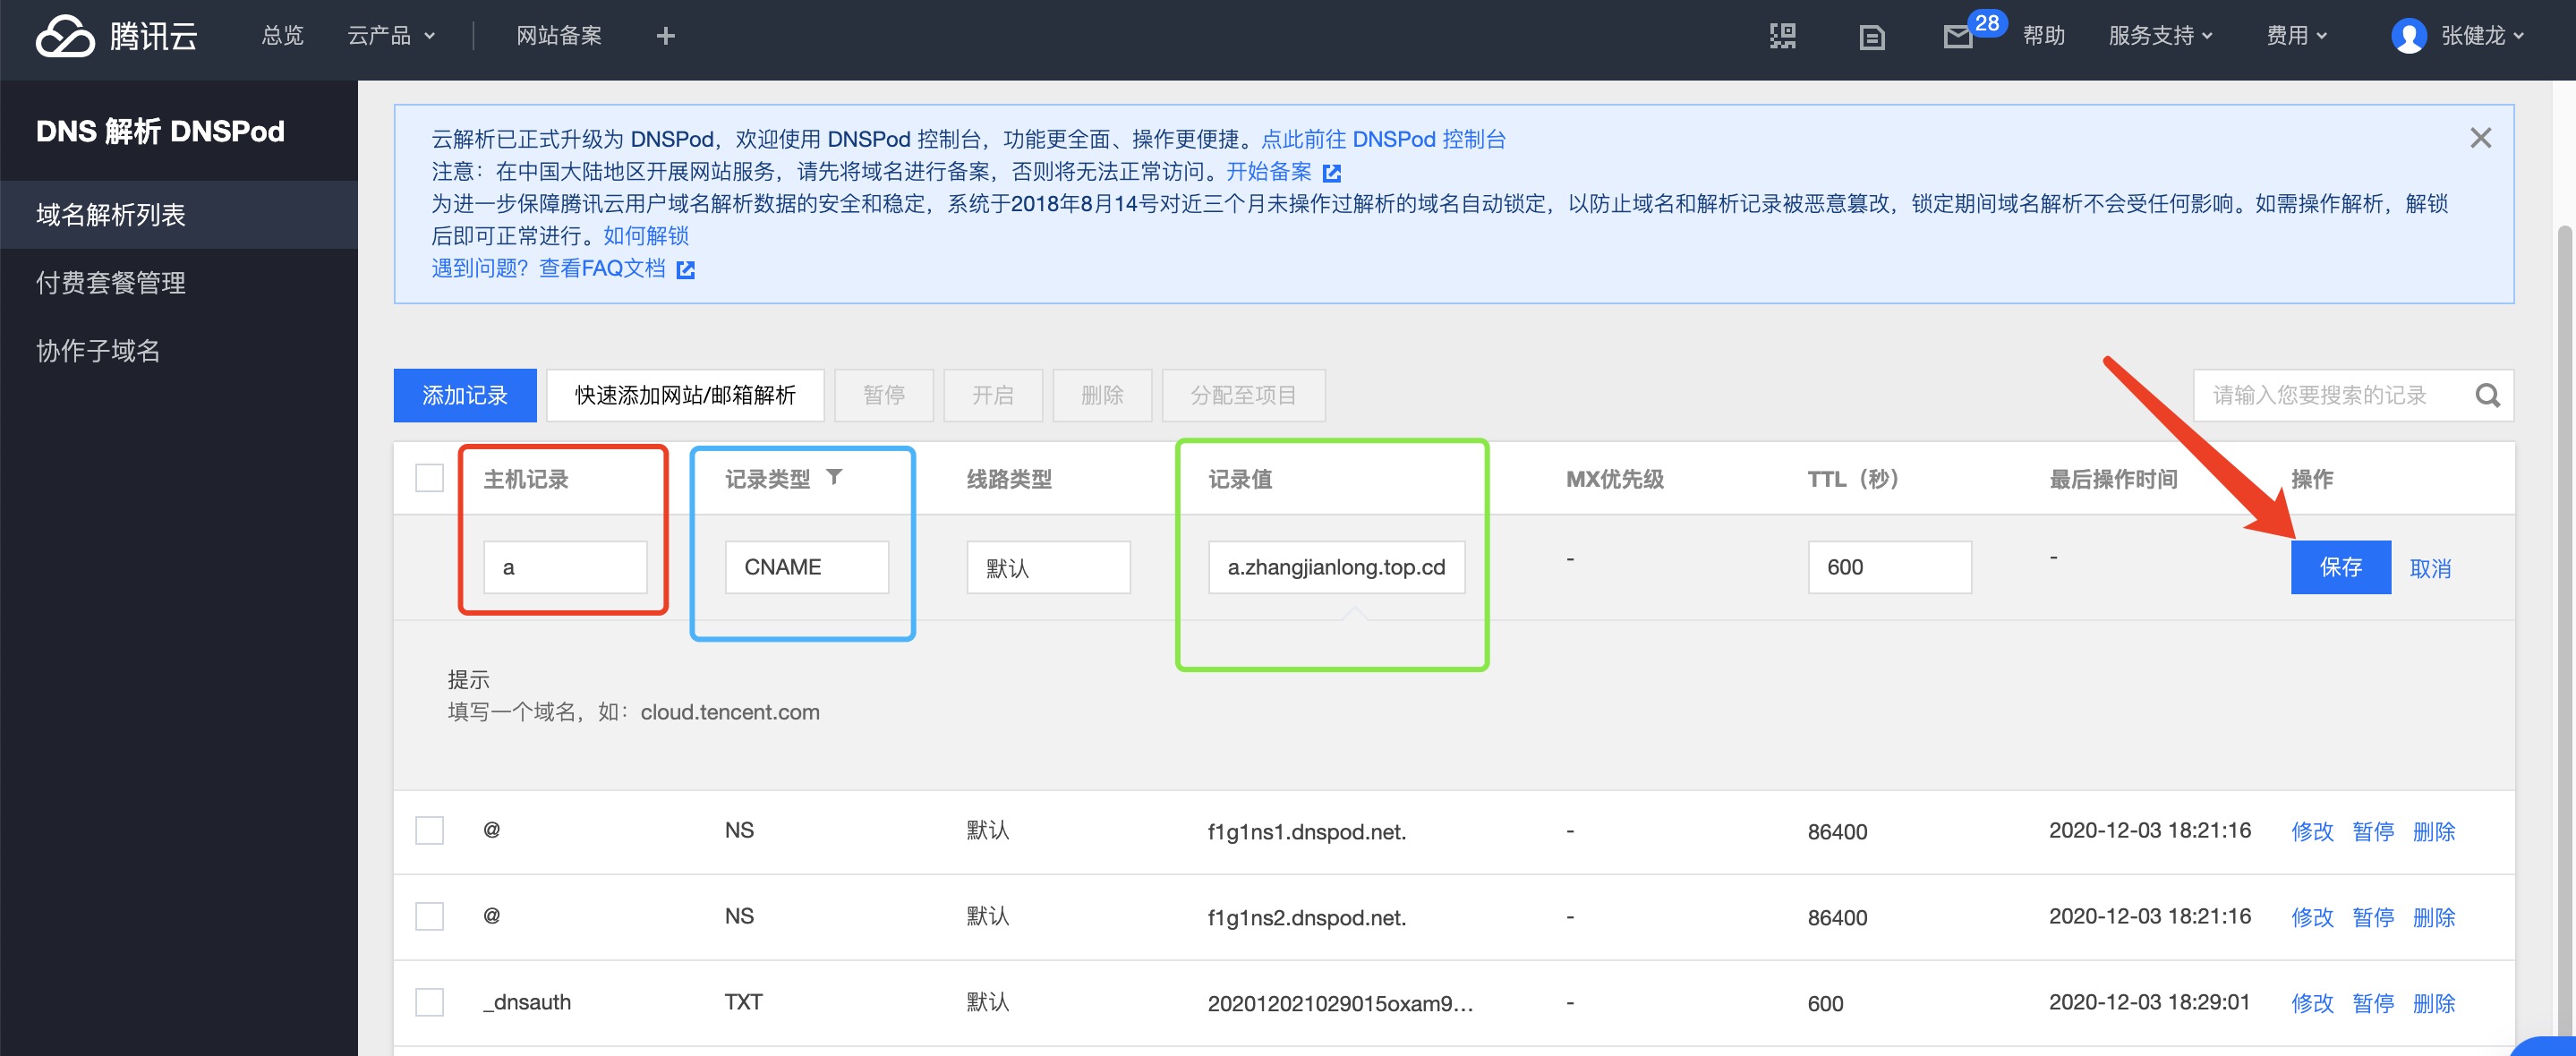 腾讯云 总览 云产品 网站备案 28 帮助 服务支持 费用 张健龙
DNS 解析 DNSPod
域名解析列表
付费套餐管理
协作子域名
云解析已正式升级为 DNSPod，欢迎使用 DNSPod 控制台，功能更全面、操作更便捷。点此前往 DNSPod 控制台
注意：在中国大陆地区开展网站服务，请先将域名进行备案，否则将无法正常访问。开始备案
为进一步保障腾讯云用户域名解析数据的安全和稳定，系统于2018年8月14号对近三个月未操作过解析的域名自动锁定，以防止域名和解析记录被恶意篡改，锁定期间域名解析不会受任何影响。如需操作解析，解锁
后即可正常进行。如何解锁
遇到问题？查看FAQ文档
添加记录 快速添加网站/邮箱解析 暂停 开启 删除 分配至项目 请输入您要搜索的记录
主机记录 记录类型 线路类型 记录值 MX优先级 TTL（秒） 最后操作时间 操作
a CNAME 默认 a.zhangjianlong.top.cd - 600 - 保存 取消
提示
填写一个域名，如：cloud.tencent.com
@ NS 默认 f1g1ns1.dnspod.net. - 86400 2020-12-03 18:21:16 修改 暂停 删除
@ NS 默认 f1g1ns2.dnspod.net. - 86400 2020-12-03 18:21:16 修改 暂停 删除
_dnsauth TXT 默认 202012021029015oxam9... - 600 2020-12-03 18:29:01 修改 暂停 删除